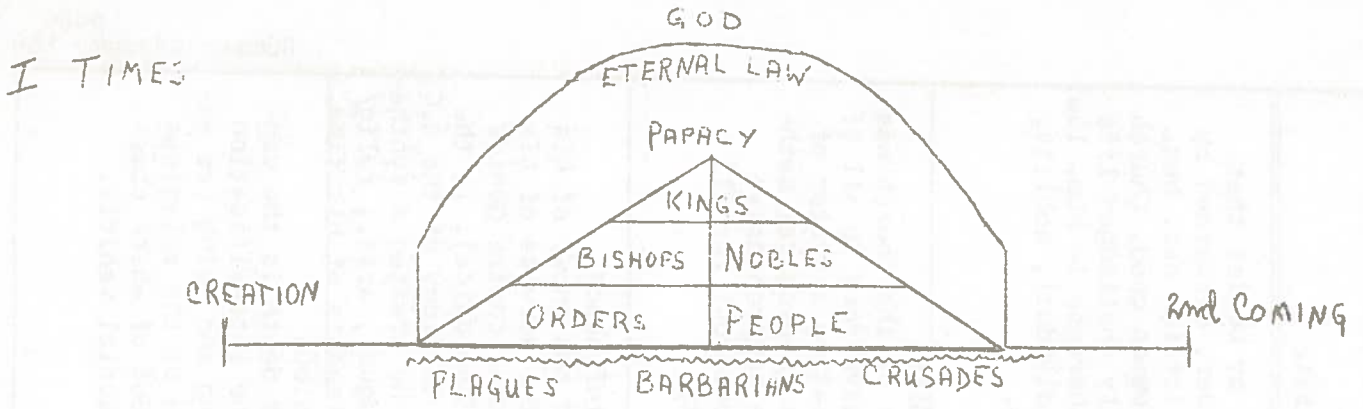 GOD
I TIMES
ETERNAL LAW
PAPACY
KINGS
BISHOPS NOBLES
CREATION
2nd COMING
ORDERS PEOPLE
PLAGUES BARBARIANS CRUSADES